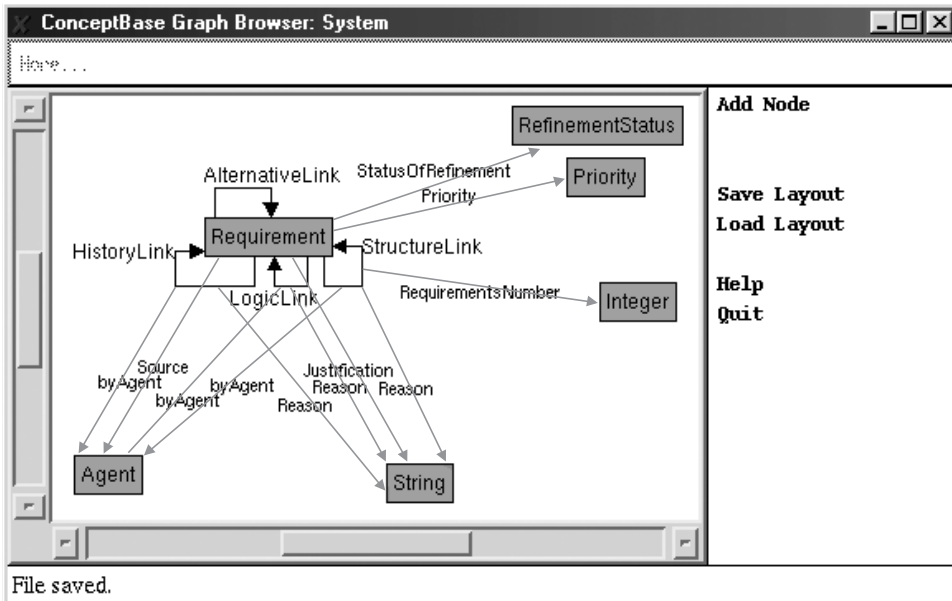 ConceptBase Graph Browser: System
None...
RefinementStatus
StatusOfRefinement
Priority
Priority
AlternativeLink
Requirement
HistoryLink
StructureLink
LogicLink
RequirementsNumber
Integer
Source
byAgent
byAgent
byAgent
Justification
Reason
Reason
Reason
Agent
String
Add Node
Save Layout
Load Layout
Help
Quit
File saved.